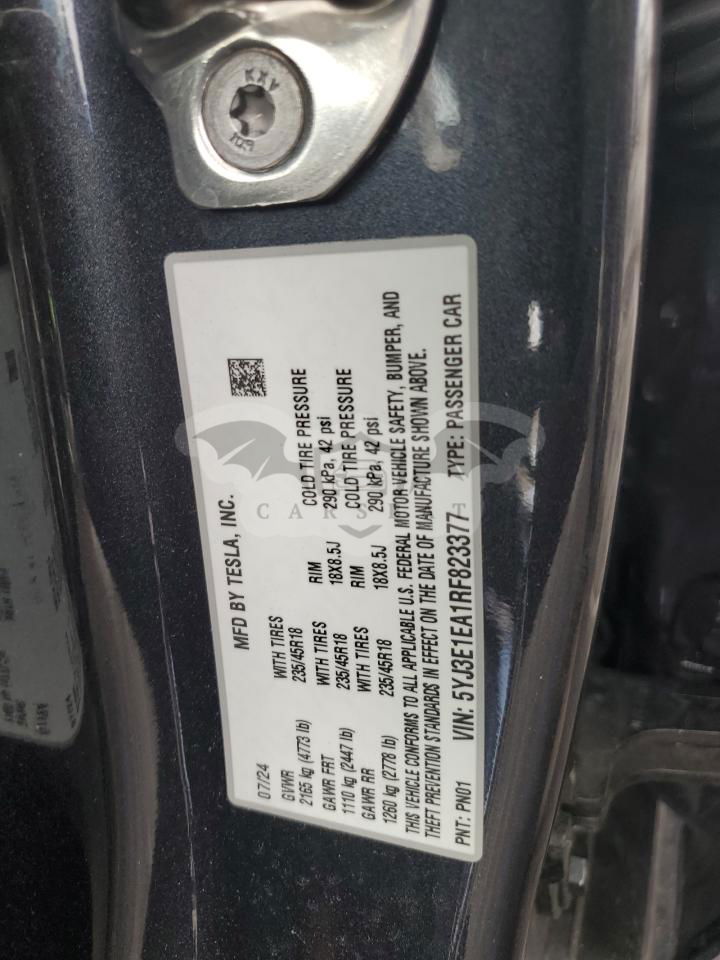 KXV
10.9
MFD BY TESLA, INC.
07/24
GVWR WITH TIRES RIM COLD TIRE PRESSURE
2165 kg (4773 lb) 235/45R18 18X8.5J 290 kPa, 42 psi
GAWR FRT WITH TIRES RIM COLD TIRE PRESSURE
1110 kg (2447 lb) 235/45R18 18X8.5J 290 kPa, 42 psi
GAWR RR WITH TIRES
1260 kg (2778 lb) 235/45R18
THIS VEHICLE CONFORMS TO ALL APPLICABLE U.S. FEDERAL MOTOR VEHICLE SAFETY, BUMPER, AND
THEFT PREVENTION STANDARDS IN EFFECT ON THE DATE OF MANUFACTURE SHOWN ABOVE.
PNT: PN01 VIN: 5YJ3E1EA1RF823377 TYPE: PASSENGER CAR